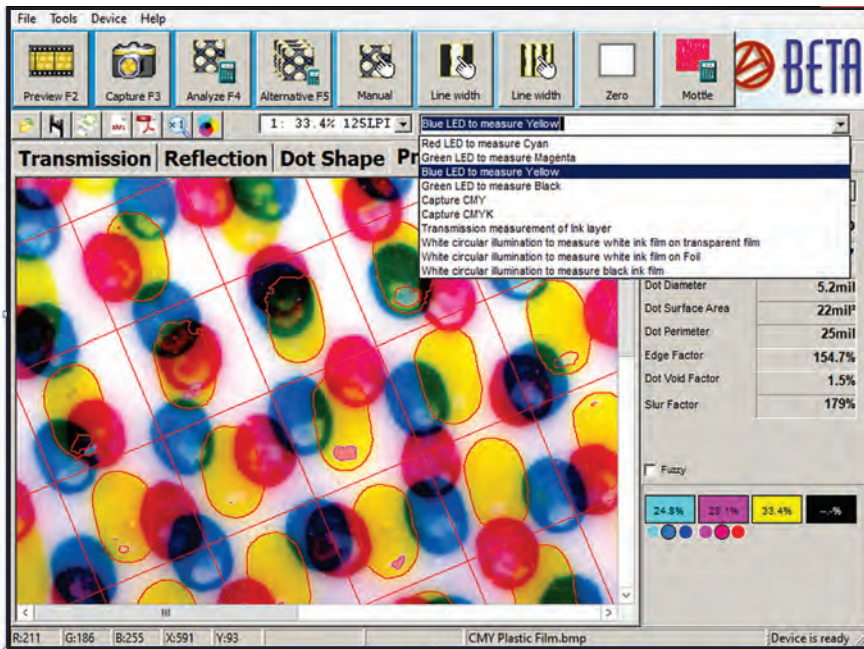 File Tools Device Help
Preview F2 Capture F3 Analyze F4 Alternative F5 Manual Line width Line width Zero Mottle BETA
XML 1: 33.4% 125LPI Blue LED to measure Yellow
Red LED to measure Cyan
Green LED to measure Magenta
Blue LED to measure Yellow
Green LED to measure Black
Capture CMY
Capture CMYK
Transmission measurement of Ink layer
White circular illumination to measure white ink film on transparent film
White circular illumination to measure white ink film on Foil
White circular illumination to measure black ink film
Transmission Reflection Dot Shape
Dot Diameter 5.2mil
Dot Surface Area 22mil²
Dot Perimeter 25mil
Edge Factor 154.7%
Dot Void Factor 1.5%
Slur Factor 179%
Fuzzy
24.8% 25.1% 33.4% --.-%
R:211 G:186 B:255 X:591 Y:93 CMY Plastic Film.bmp Device is ready